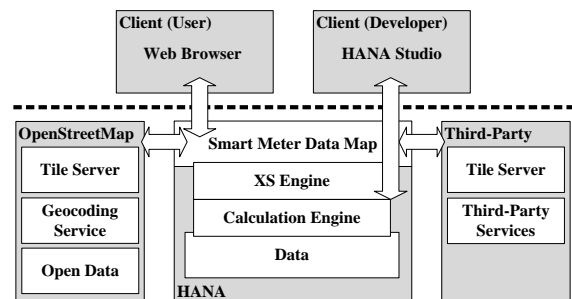 Client (User)
Web Browser
Client (Developer)
HANA Studio
OpenStreetMap
Tile Server
Geocoding
Service
Open Data
Smart Meter Data Map
XS Engine
Calculation Engine
Data
HANA
Third-Party
Tile Server
Third-Party
Services